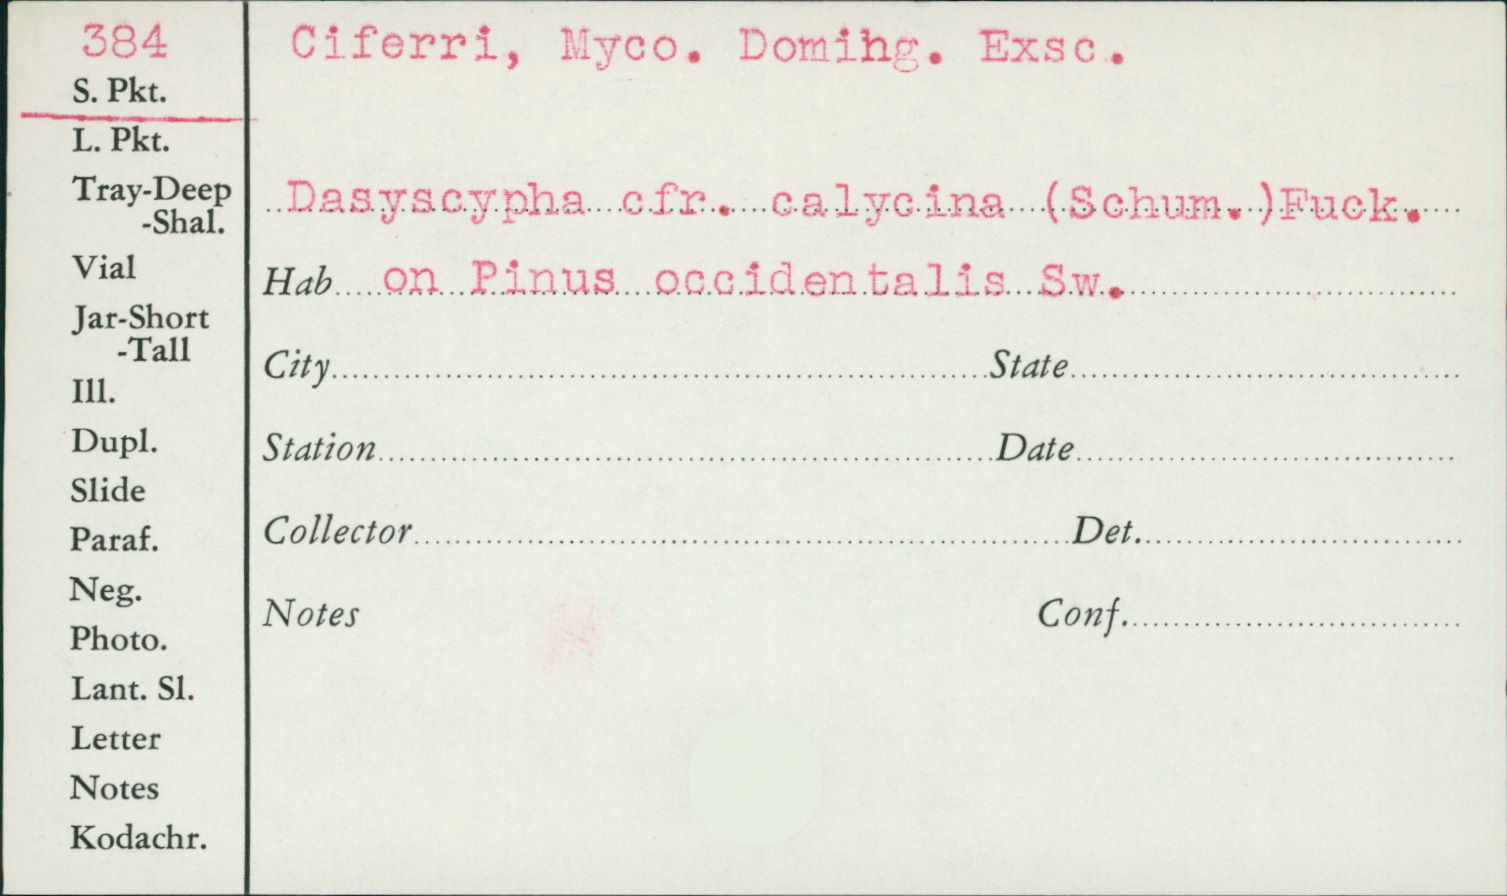 384
S. Pkt.
L. Pkt.
Tray-Deep
-Shal.
Vial
Jar-Short
-Tall
Ill.
Dupl.
Slide
Paraf.
Neg.
Photo.
Lant. Sl.
Letter
Notes
Kodachr.
Ciferri, Myco. Domihg. Exsc.
Dasyscypha cfr. calycina (Schum.)Fuck.
Hab on Pinus occidentalis Sw.
City State
Station Date
Collector Det.
Notes Conf.